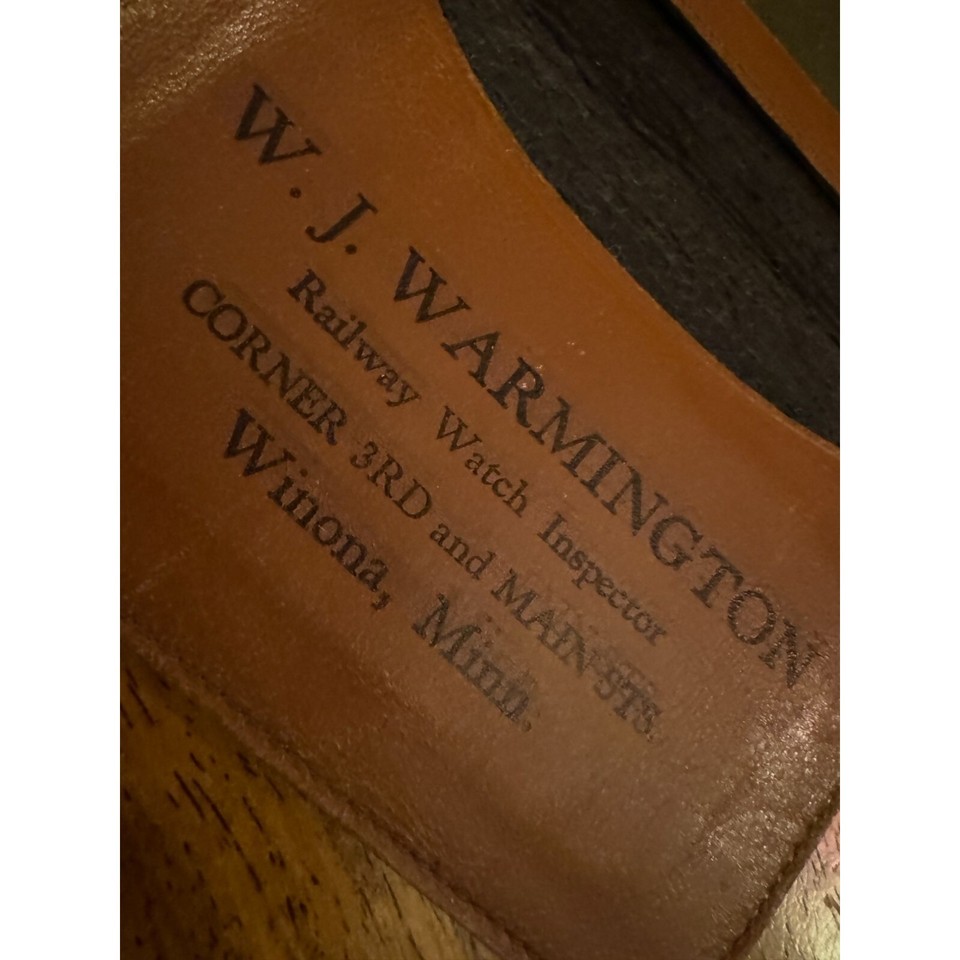 W. J. WARMINGTON
Railway Watch Inspector
CORNER 3RD and MAIN STS.
Winona, Minn.